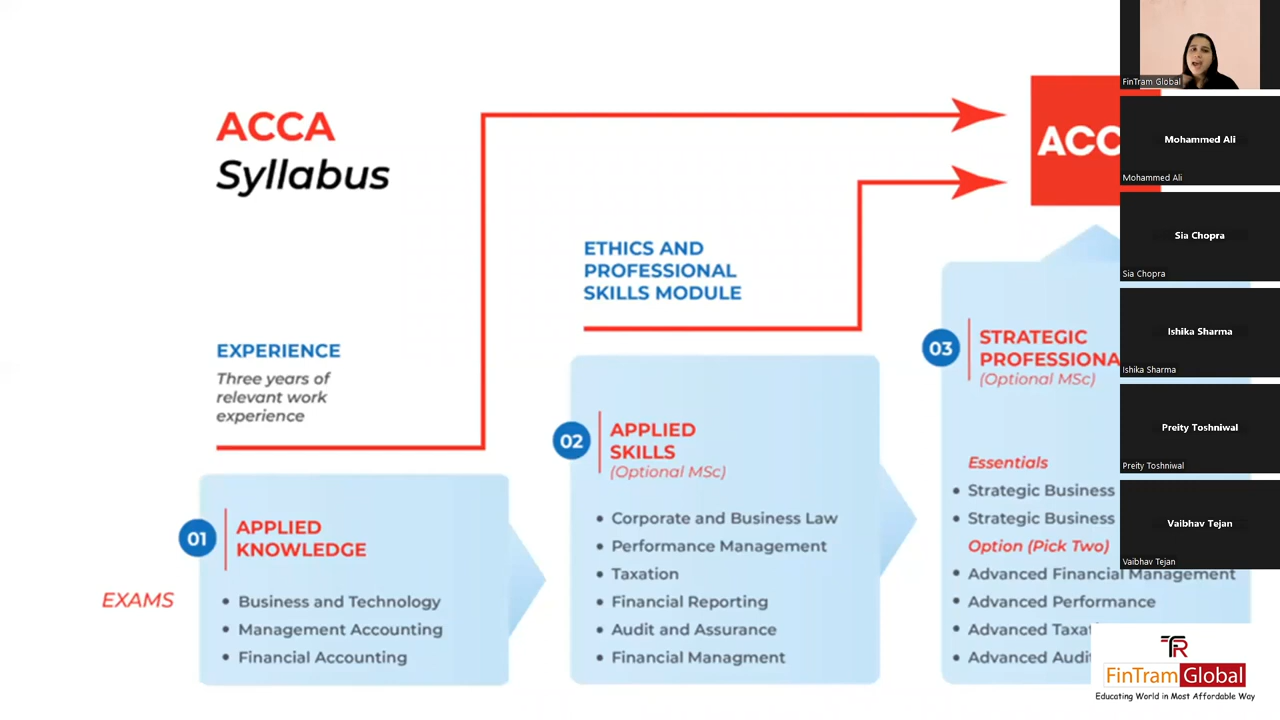 ACCA
Syllabus
EXPERIENCE
Three years of
relevant work
experience
ETHICS AND
PROFESSIONAL
SKILLS MODULE
ACC
EXAMS
01
APPLIED
KNOWLEDGE
• Business and Technology
• Management Accounting
• Financial Accounting
02
APPLIED
SKILLS
(Optional MSc)
• Corporate and Business Law
• Performance Management
• Taxation
• Financial Reporting
• Audit and Assurance
• Financial Managment
03
STRATEGIC
PROFESSIONA
(Optional MSc)
Essentials
• Strategic Business
• Strategic Business
Option (Pick Two)
• Advanced Financial Management
• Advanced Performance
• Advanced Taxat
• Advanced Audi
FinTram Global
Mohammed Ali
Mohammed Ali
Sia Chopra
Sia Chopra
Ishika Sharma
Ishika Sharma
Preity Toshniwal
Preity Toshniwal
Vaibhav Tejan
Vaibhav Tejan
FinTram Global
Educating World in Most Affordable Way